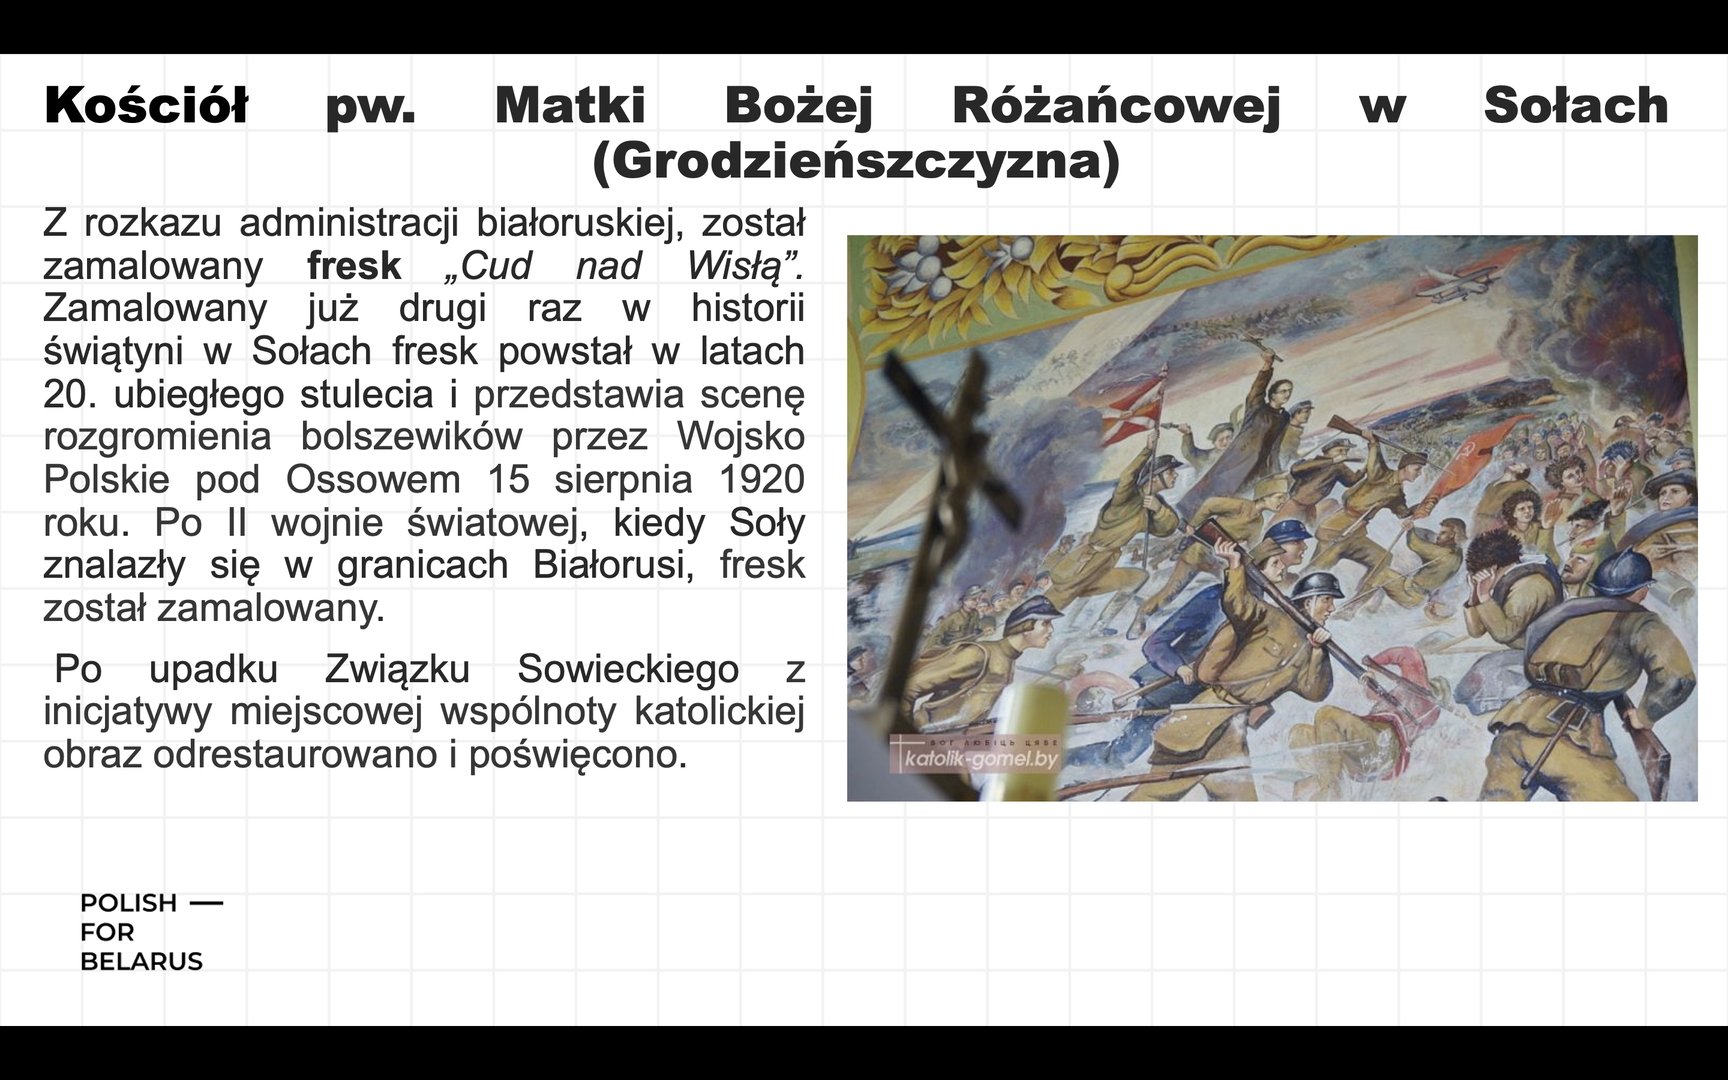 Kościół pw. Matki Bożej Różańcowej w Sołach
(Grodzieńszczyzna)
Z rozkazu administracji białoruskiej, został
zamalowany fresk „Cud nad Wisłą”.
Zamalowany już drugi raz w historii
świątyni w Sołach fresk powstał w latach
20. ubiegłego stulecia i przedstawia scenę
rozgromienia bolszewików przez Wojsko
Polskie pod Ossowem 15 sierpnia 1920
roku. Po II wojnie światowej, kiedy Soły
znalazły się w granicach Białorusi, fresk
został zamalowany.
Po upadku Związku Sowieckiego z
inicjatywy miejscowej wspólnoty katolickiej
obraz odrestaurowano i poświęcono.
БОГ ЛЮБІЦЬ ЦЯБЕ
katolik-gomel.by
POLISH —
FOR
BELARUS